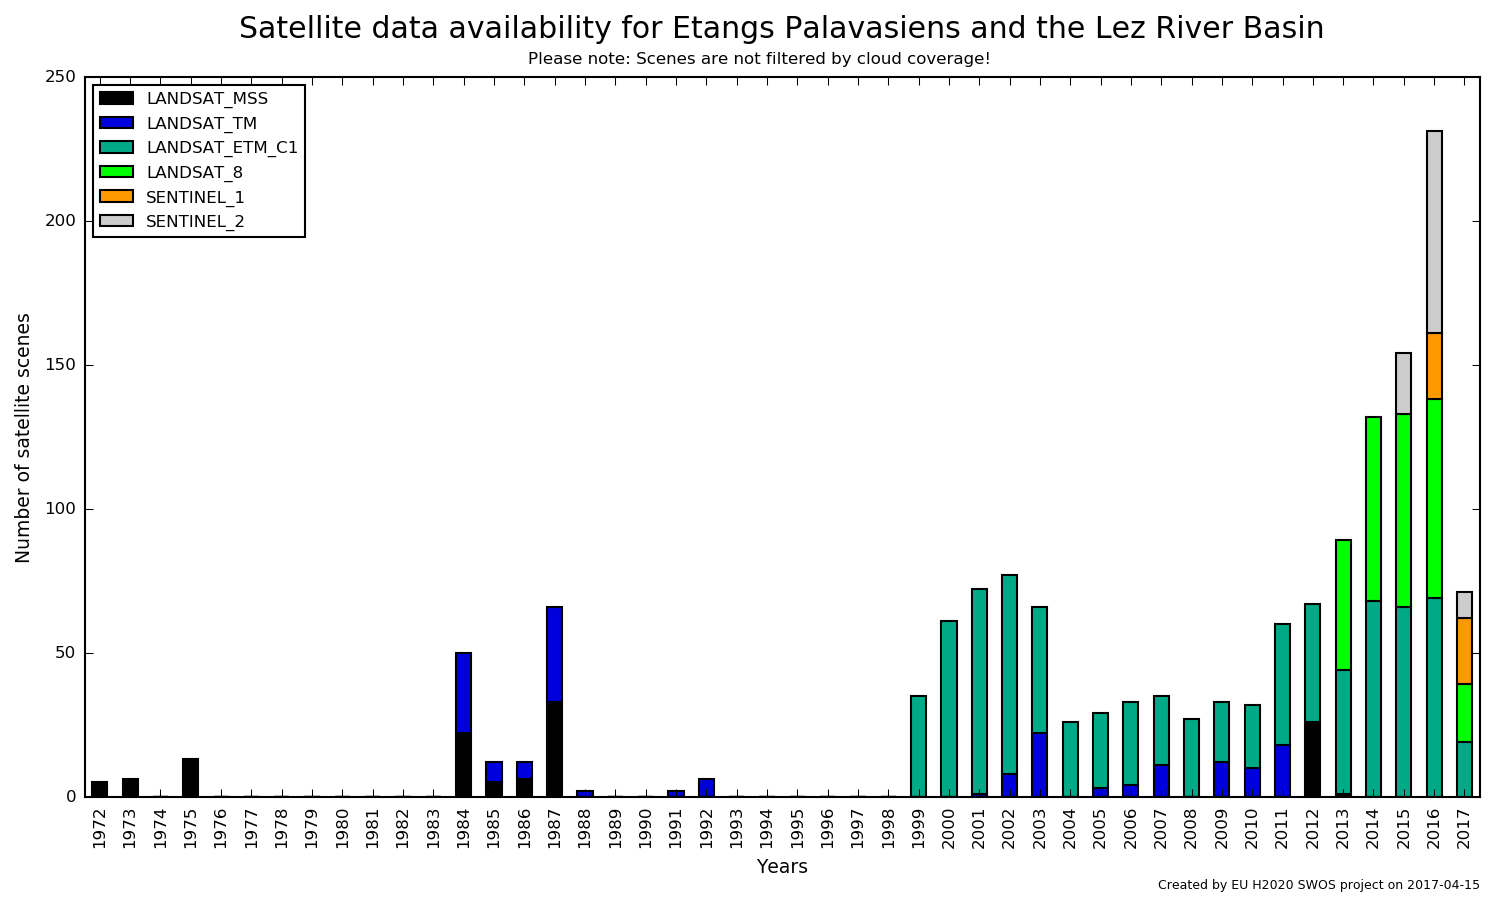 Satellite data availability for Etangs Palavasiens and the Lez River Basin
Please note: Scenes are not filtered by cloud coverage!
250
200
150
100
50
0
Number of satellite scenes
LANDSAT_MSS
LANDSAT_TM
LANDSAT_ETM_C1
LANDSAT_8
SENTINEL_1
SENTINEL_2
1972 1973 1974 1975 1976 1977 1978 1979 1980 1981 1982 1983 1984 1985 1986 1987 1988 1989 1990 1991 1992 1993 1994 1995 1996 1997 1998 1999 2000 2001 2002 2003 2004 2005 2006 2007 2008 2009 2010 2011 2012 2013 2014 2015 2016 2017
Years
Created by EU H2020 SWOS project on 2017-04-15